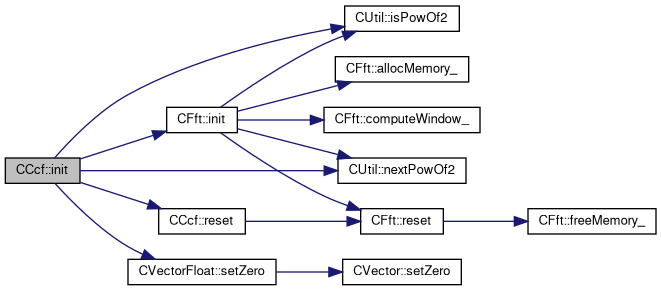 CUtil::isPowOf2
CFft::allocMemory_
CFft::init
CFft::computeWindow_
CCcf::init
CUtil::nextPowOf2
CCcf::reset
CFft::reset
CFft::freeMemory_
CVectorFloat::setZero
CVector::setZero